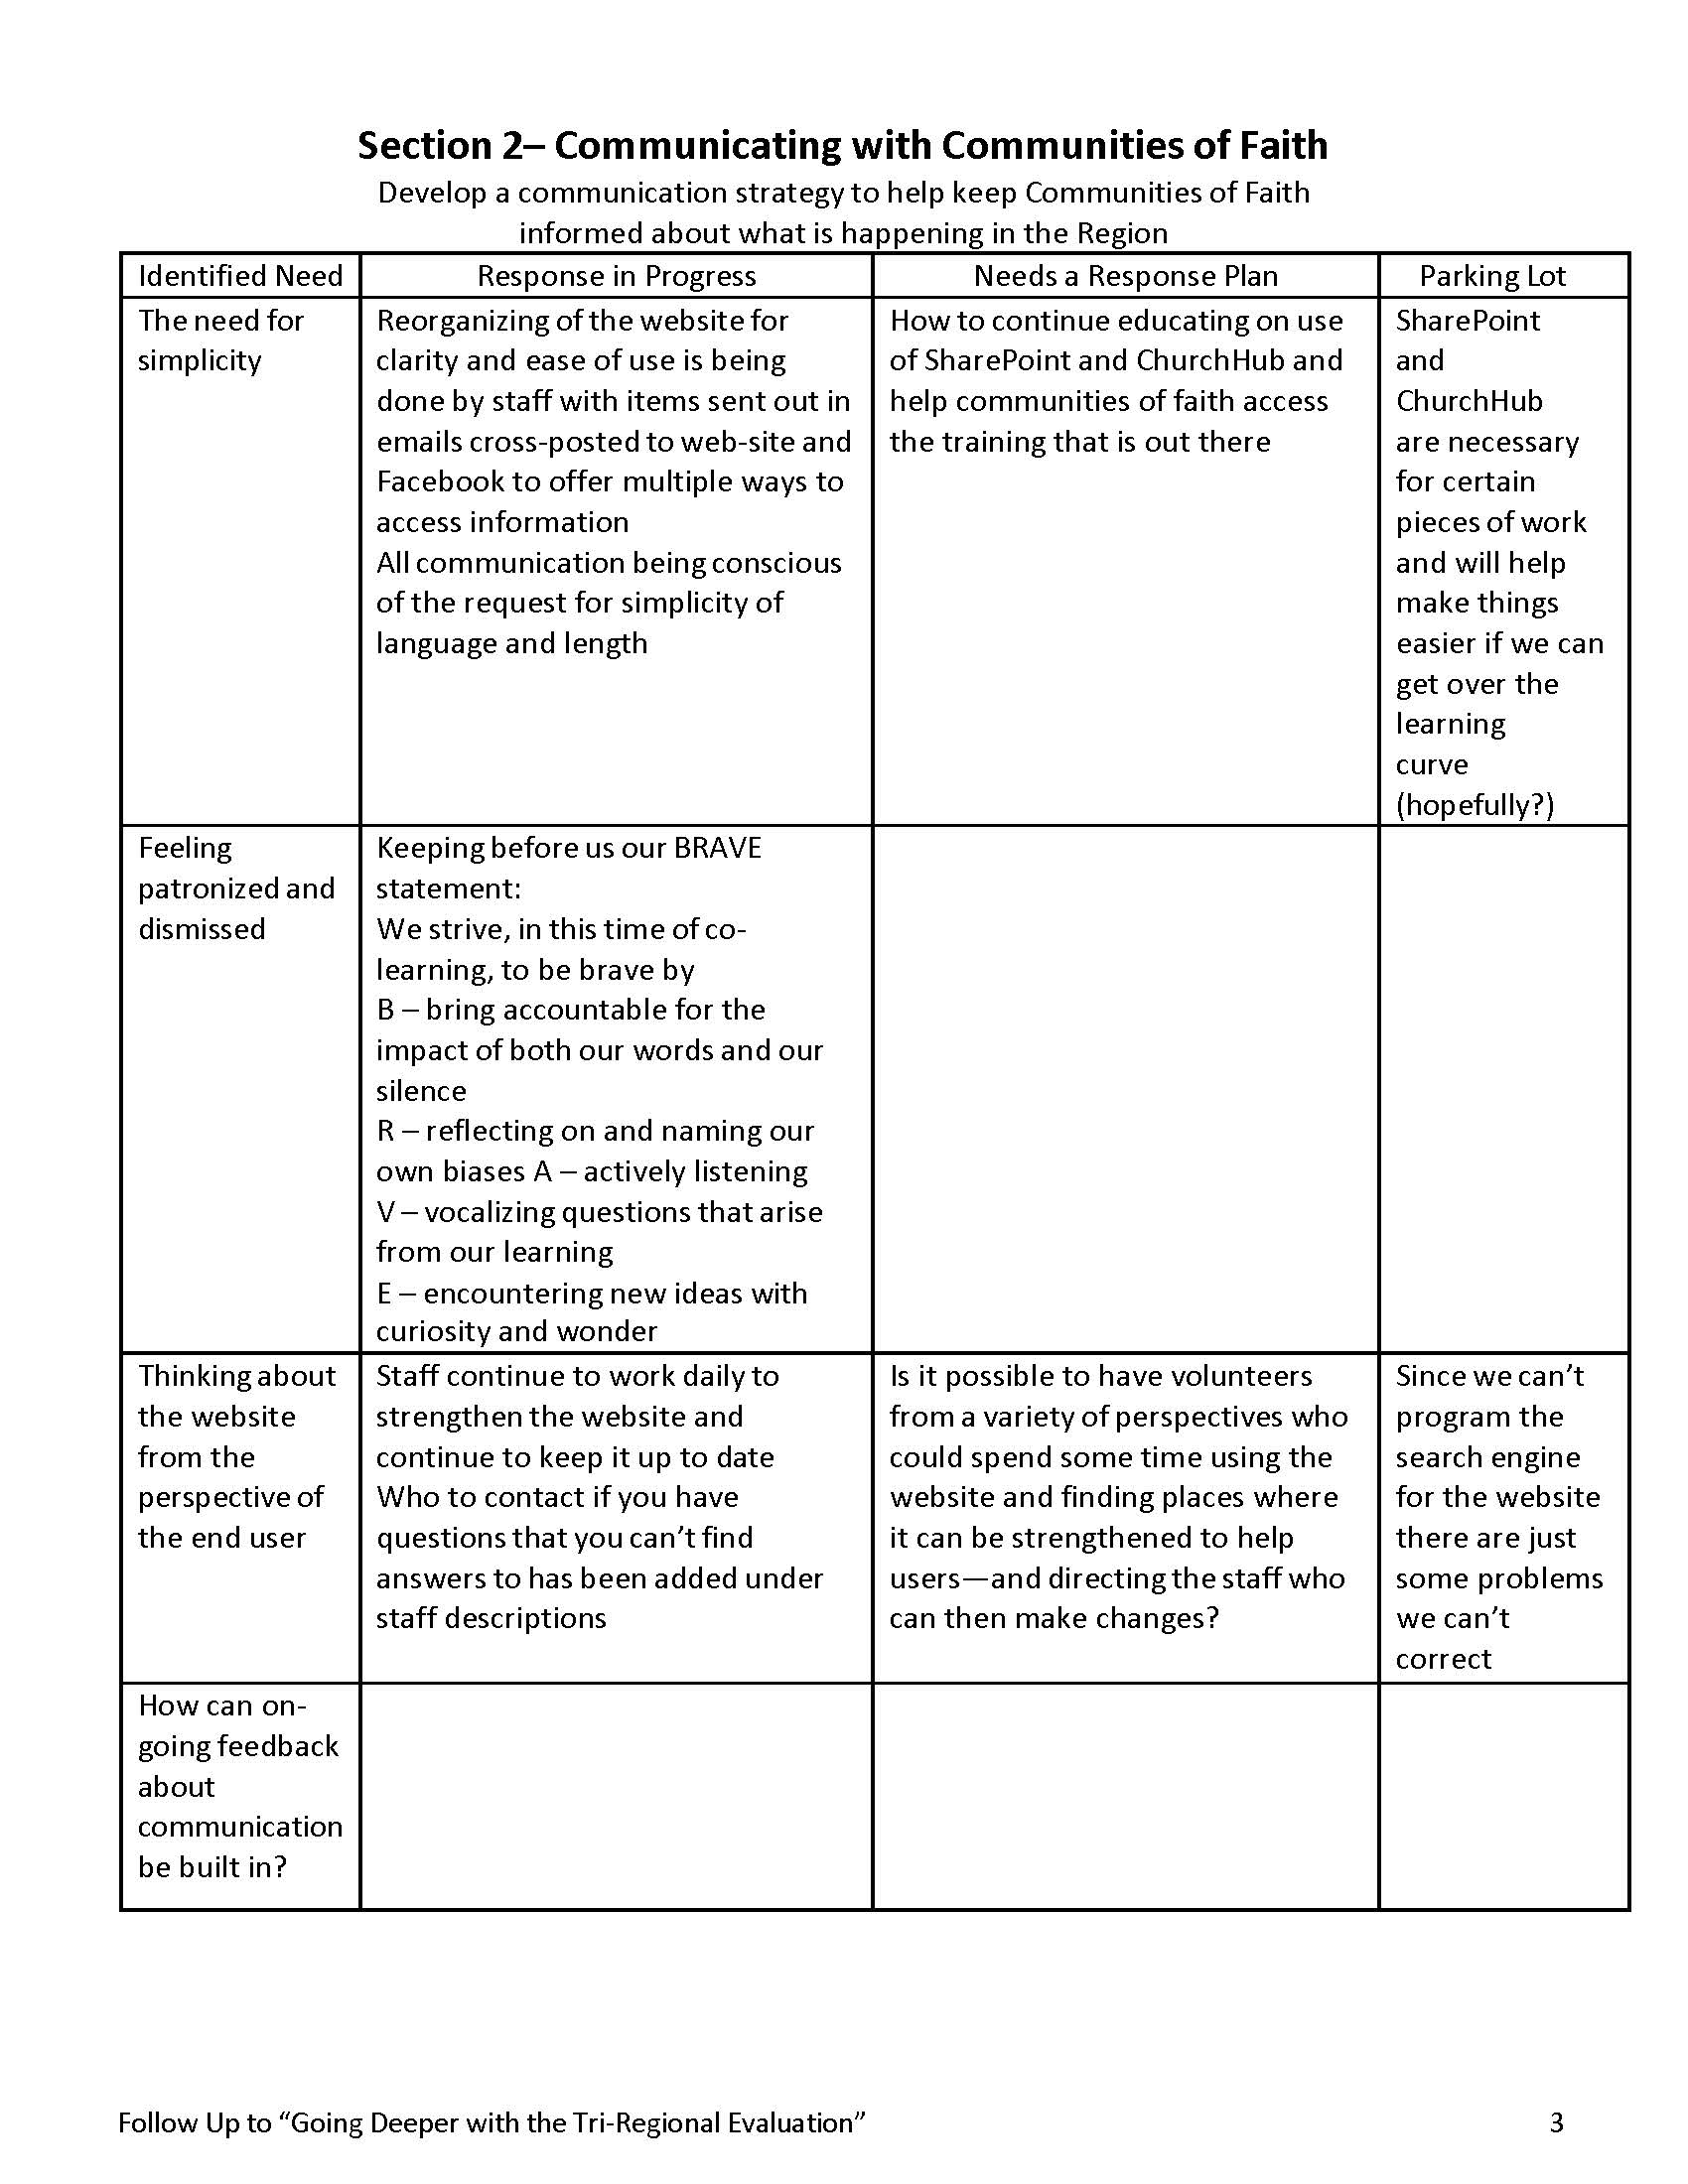 Section 2– Communicating with Communities of Faith
Develop a communication strategy to help keep Communities of Faith
informed about what is happening in the Region
Identified Need
Response in Progress
Needs a Response Plan
Parking Lot
The need for
simplicity
Reorganizing of the website for
clarity and ease of use is being
done by staff with items sent out in
emails cross-posted to web-site and
Facebook to offer multiple ways to
access information
All communication being conscious
of the request for simplicity of
language and length
How to continue educating on use
of SharePoint and ChurchHub and
help communities of faith access
the training that is out there
SharePoint
and
ChurchHub
are necessary
for certain
pieces of work
and will help
make things
easier if we can
get over the
learning
curve
(hopefully?)
Feeling
patronized and
dismissed
Keeping before us our BRAVE
statement:
We strive, in this time of co-
learning, to be brave by
B – bring accountable for the
impact of both our words and our
silence
R – reflecting on and naming our
own biases A – actively listening
V – vocalizing questions that arise
from our learning
E – encountering new ideas with
curiosity and wonder
Thinking about
the website
from the
perspective of
the end user
Staff continue to work daily to
strengthen the website and
continue to keep it up to date
Who to contact if you have
questions that you can’t find
answers to has been added under
staff descriptions
Is it possible to have volunteers
from a variety of perspectives who
could spend some time using the
website and finding places where
it can be strengthened to help
users—and directing the staff who
can then make changes?
Since we can’t
program the
search engine
for the website
there are just
some problems
we can’t
correct
How can on-
going feedback
about
communication
be built in?
Follow Up to “Going Deeper with the Tri-Regional Evaluation”
3